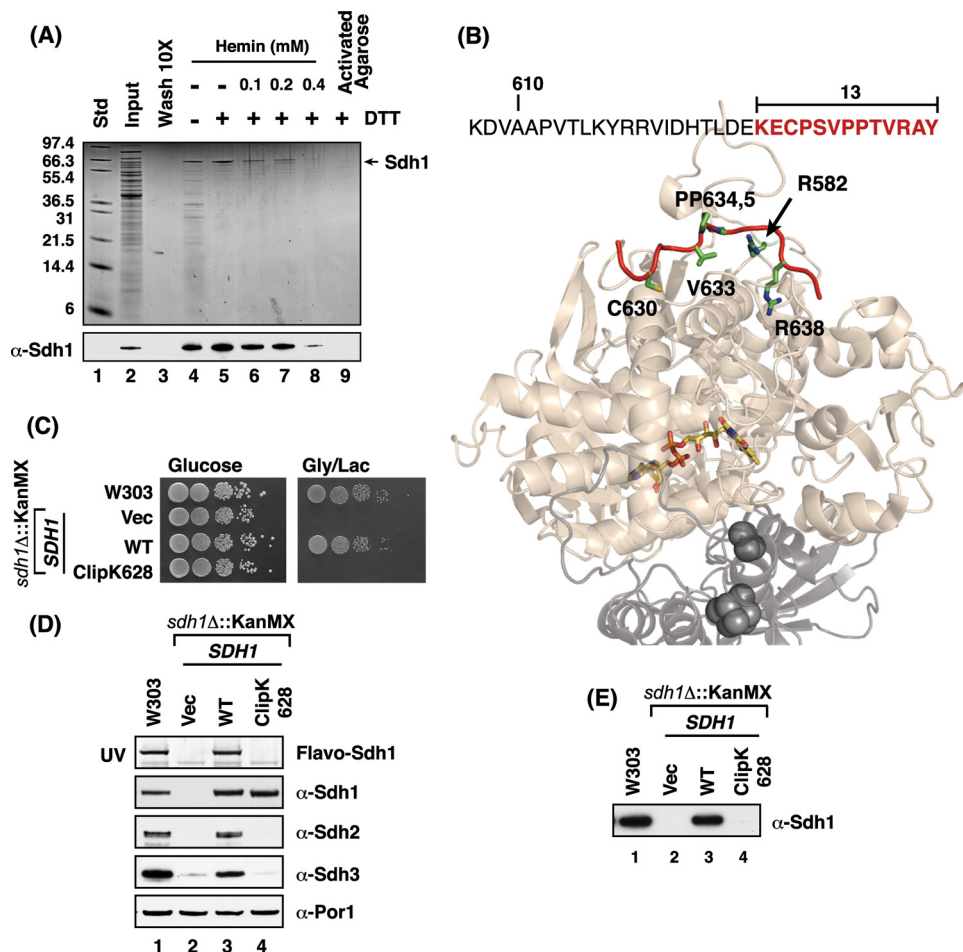 (A)
Std
Input
Wash 10X
Hemin (mM)
- - 0.1 0.2 0.4
Activated
Agarose
- + + + + + DTT
97.4
66.3
55.4
36.5
31
21.5
14.4
6
Sdh1
α-Sdh1
1 2 3 4 5 6 7 8 9
(B)
610
13
KDVAAPVTLKYRRVIDHTLDEKECPSVPPTVRAY
PP634,5
R582
V633
C630
R638
(C)
Glucose
Gly/Lac
sdh1Δ::KanMX
SDH1
W303
Vec
WT
ClipK628
(D)
sdh1Δ::KanMX
SDH1
W303
Vec
WT
ClipK
628
UV
Flavo-Sdh1
α-Sdh1
α-Sdh2
α-Sdh3
α-Por1
1 2 3 4
(E)
sdh1Δ::KanMX
SDH1
W303
Vec
WT
ClipK
628
α-Sdh1
1 2 3 4